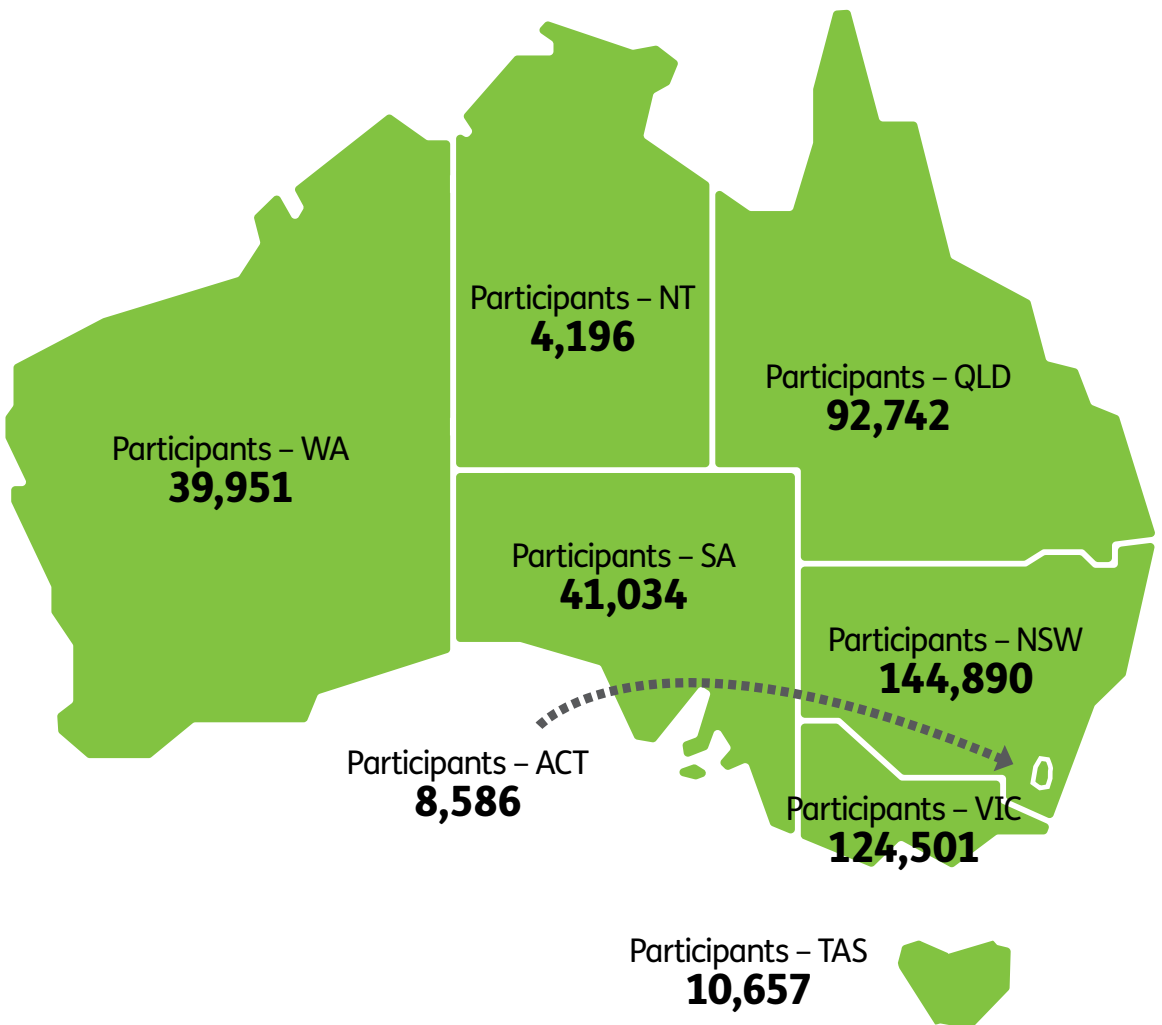 Participants – NT
4,196
Participants – QLD
92,742
Participants – WA
39,951
Participants – SA
41,034
Participants – NSW
144,890
Participants – ACT
8,586
Participants – VIC
124,501
Participants – TAS
10,657